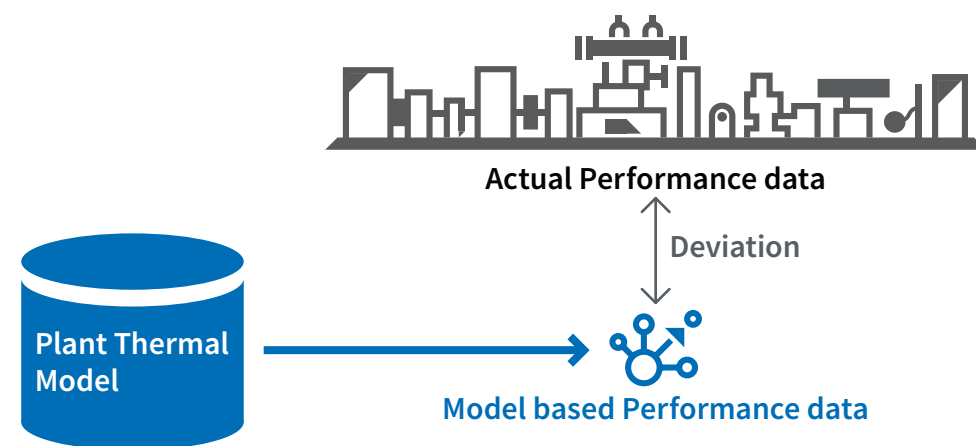 Actual Performance data
Deviation
Plant Thermal
Model
Model based Performance data